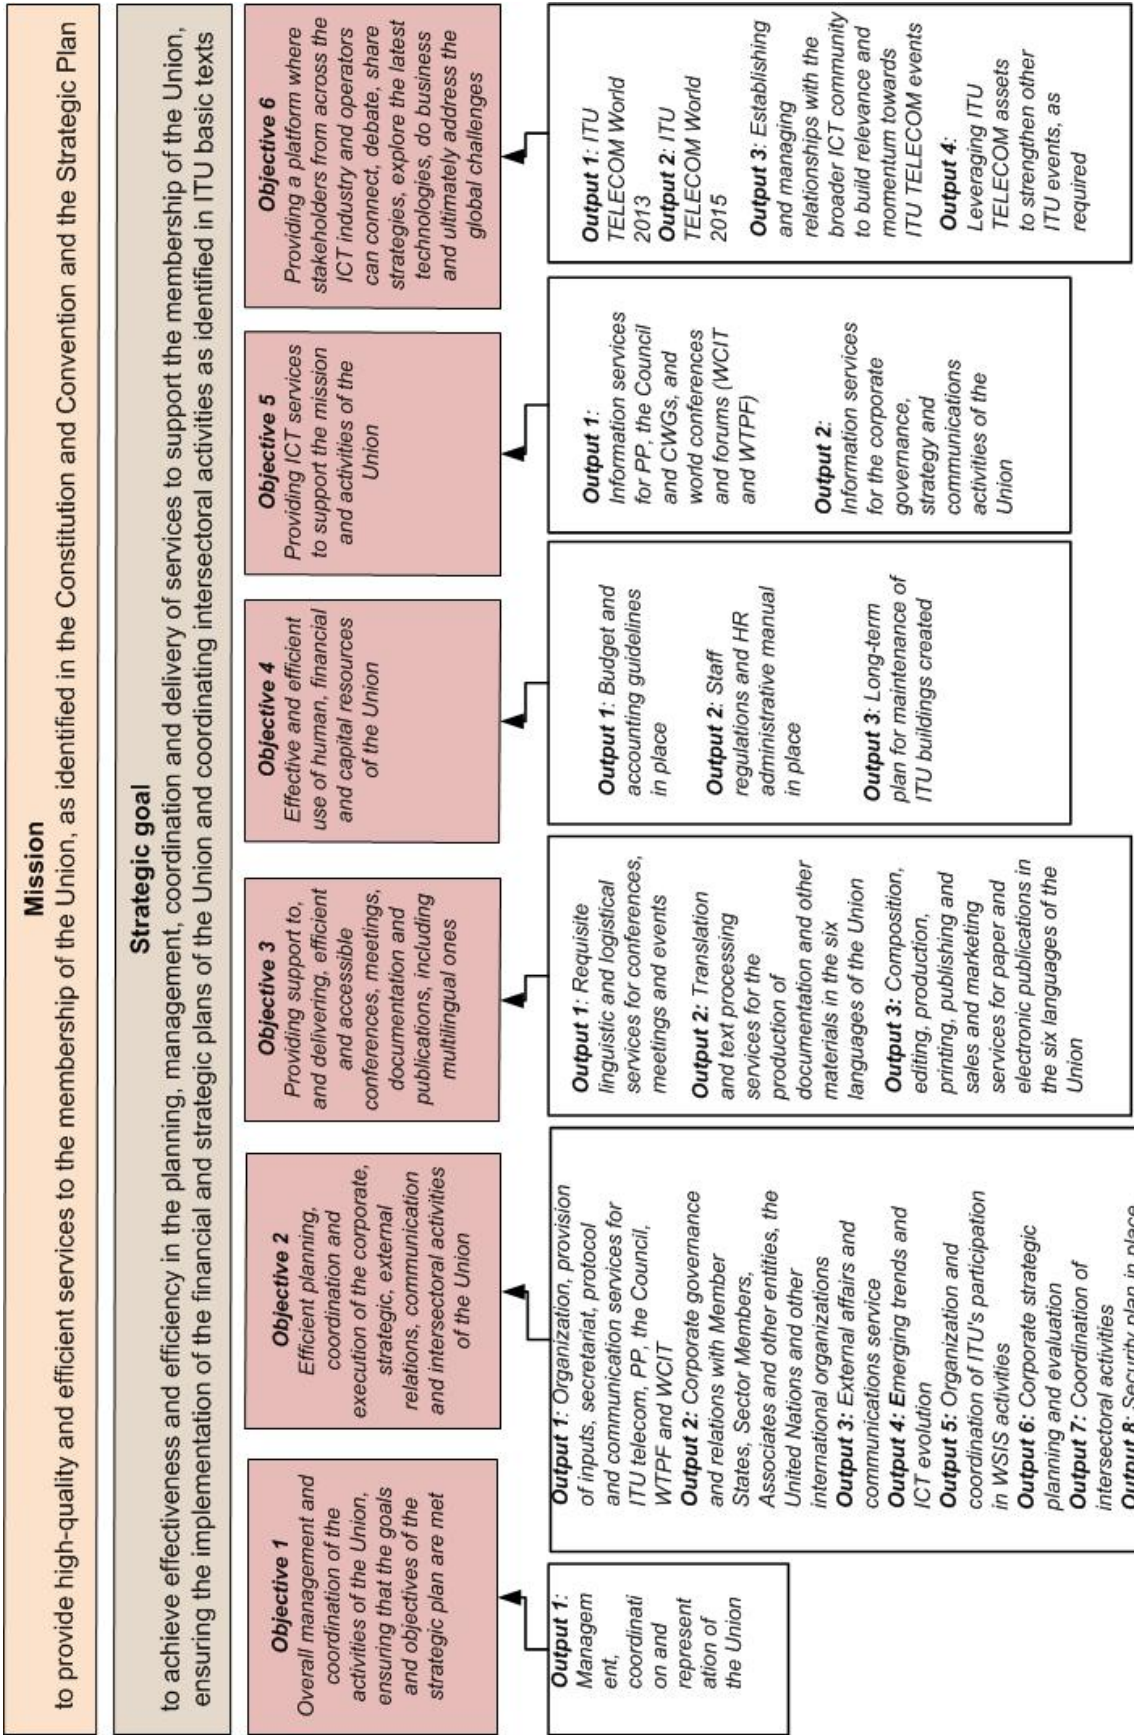 Mission
to provide high-quality and efficient services to the membership of the Union, as identified in the Constitution and Convention and the Strategic Plan
Strategic goal
to achieve effectiveness and efficiency in the planning, management, coordination and delivery of services to support the membership of the Union,
ensuring the implementation of the financial and strategic plans of the Union and coordinating intersectoral activities as identified in ITU basic texts
Objective 1
Overall management and
coordination of the
activities of the Union,
ensuring that the goals
and objectives of the
strategic plan are met
Objective 2
Efficient planning,
coordination and
execution of the corporate,
strategic, external
relations, communication
and intersectoral activities
of the Union
Objective 3
Providing support to,
and delivering, efficient
and accessible
conferences, meetings,
documentation and
publications, including
multilingual ones
Objective 4
Effective and efficient
use of human, financial
and capital resources
of the Union
Objective 5
Providing ICT services
to support the mission
and activities of the
Union
Objective 6
Providing a platform where
stakeholders from across the
ICT industry and operators
can connect, debate, share
strategies, explore the latest
technologies, do business
and ultimately address the
global challenges
Output 1:
Managem
ent,
coordinati
on and
represent
ation of
the Union
Output 1: Organization, provision
of inputs, secretariat, protocol
and communication services for
ITU telecom, PP, the Council,
WTPF and WCIT
Output 2: Corporate governance
and relations with Member
States, Sector Members,
Associates and other entities, the
United Nations and other
international organizations
Output 3: External affairs and
communications service
Output 4: Emerging trends and
ICT evolution
Output 5: Organization and
coordination of ITU's participation
in WSIS activities
Output 6: Corporate strategic
planning and evaluation
Output 7: Coordination of
intersectoral activities
Output 8: Security plan in place
Output 1: Requisite
linguistic and logistical
services for conferences,
meetings and events
Output 2: Translation
and text processing
services for the
production of
documentation and other
materials in the six
languages of the Union
Output 3: Composition,
editing, production,
printing, publishing and
sales and marketing
services for paper and
electronic publications in
the six languages of the
Union
Output 1: Budget and
accounting guidelines
in place
Output 2: Staff
regulations and HR
administrative manual
in place
Output 3: Long-term
plan for maintenance of
ITU buildings created
Output 1:
Information services
for PP, the Council
and CWGs, and
world conferences
and forums (WCIT
and WTPF)
Output 2:
Information services
for the corporate
governance,
strategy and
communications
activities of the
Union
Output 1: ITU
TELECOM World
2013
Output 2: ITU
TELECOM World
2015
Output 3: Establishing
and managing
relationships with the
broader ICT community
to build relevance and
momentum towards
ITU TELECOM events
Output 4:
Leveraging ITU
TELECOM assets
to strengthen other
ITU events, as
required